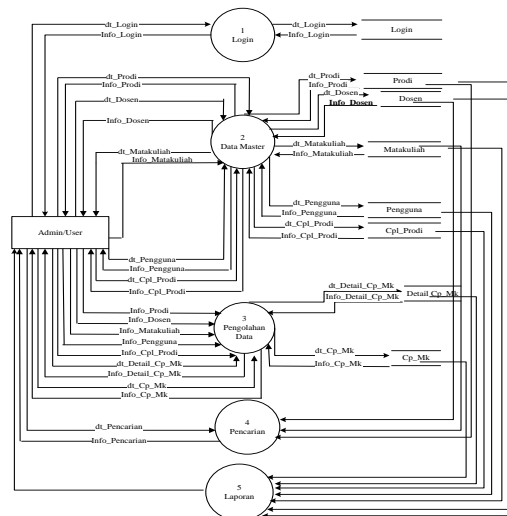 dt_Login
Info_Login
1
Login
dt_Login
Info_Login
Login
dt_Prodi
Info_Prodi
dt_Dosen
Info_Dosen
dt_Matakuliah
Info_Matakuliah
2
Data Master
dt_Prodi
Info_Prodi
dt_Dosen
Info_Dosen
dt_Matakuliah
Info_Matakuliah
dt_Pengguna
Info_Pengguna
dt_Cpl_Prodi
Info_Cpl_Prodi
Prodi
Dosen
Matakuliah
Pengguna
Cpl_Prodi
Admin/User
dt_Pengguna
Info_Pengguna
dt_Cpl_Prodi
Info_Cpl_Prodi
Info_Prodi
Info_Dosen
Info_Matakuliah
Info_Pengguna
Info_Cpl_Prodi
dt_Detail_Cp_Mk
Info_Detail_Cp_Mk
dt_Cp_Mk
Info_Cp_Mk
3
Pengolahan
Data
dt_Detail_Cp_Mk
Info_Detail_Cp_Mk
Detail_Cp_Mk
dt_Cp_Mk
Info_Cp_Mk
Cp_Mk
dt_Pencarian
Info_Pencarian
4
Pencarian
5
Laporan